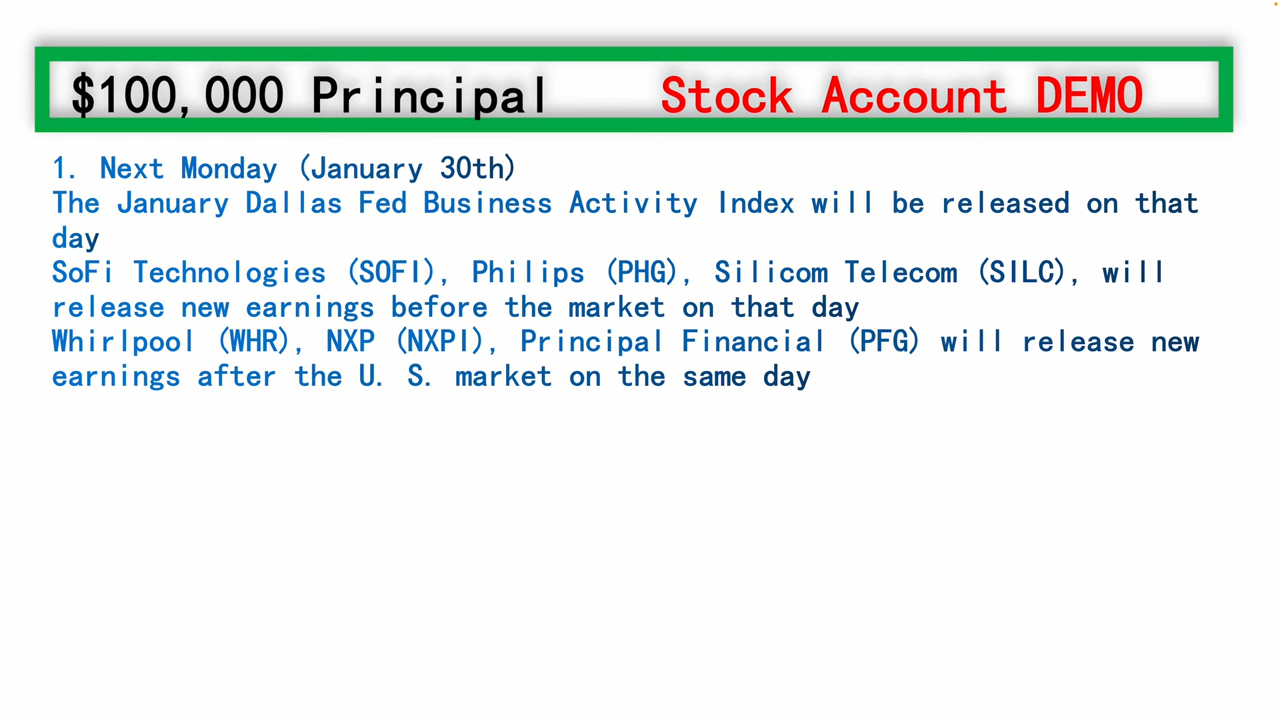 $100,000 Principal Stock Account DEMO
1. Next Monday (January 30th)
The January Dallas Fed Business Activity Index will be released on that
day
SoFi Technologies (SOFI), Philips (PHG), Silicom Telecom (SILC), will
release new earnings before the market on that day
Whirlpool (WHR), NXP (NXPI), Principal Financial (PFG) will release new
earnings after the U. S. market on the same day